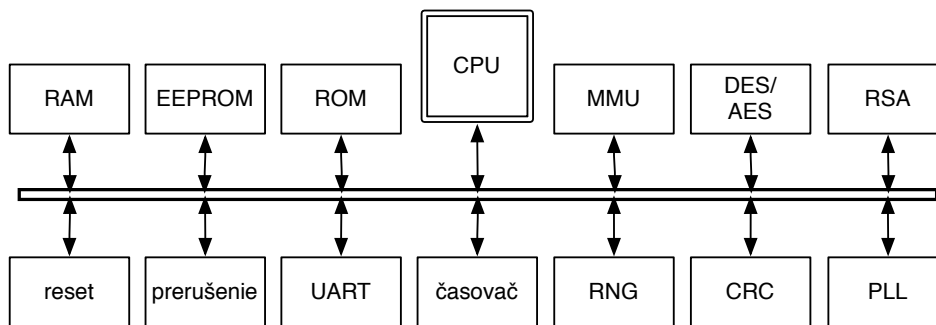 CPU
RAM
EEPROM
ROM
MMU
DES/
AES
RSA
reset
prerušenie
UART
časovač
RNG
CRC
PLL